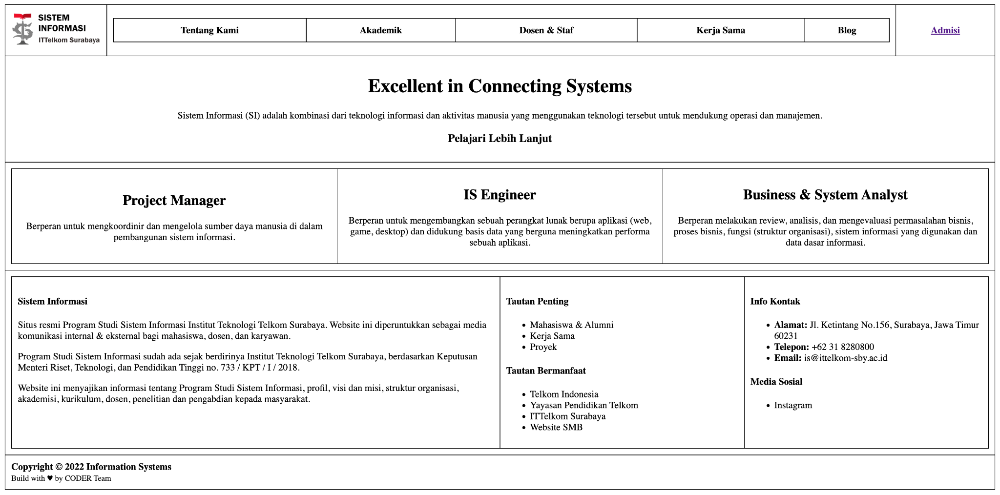 SISTEM
INFORMASI
ITTelkom Surabaya
Tentang Kami
Akademik
Dosen & Staf
Kerja Sama
Blog
Admisi
Excellent in Connecting Systems
Sistem Informasi (SI) adalah kombinasi dari teknologi informasi dan aktivitas manusia yang menggunakan teknologi tersebut untuk mendukung operasi dan manajemen.
Pelajari Lebih Lanjut
Project Manager
Berperan untuk mengkoordinir dan mengelola sumber daya manusia di dalam
pembangunan sistem informasi.
IS Engineer
Berperan untuk mengembangkan sebuah perangkat lunak berupa aplikasi (web,
game, desktop) dan didukung basis data yang berguna meningkatkan performa
sebuah aplikasi.
Business & System Analyst
Berperan melakukan review, analisis, dan mengevaluasi permasalahan bisnis,
proses bisnis, fungsi (struktur organisasi), sistem informasi yang digunakan dan
data dasar informasi.
Sistem Informasi
Situs resmi Program Studi Sistem Informasi Institut Teknologi Telkom Surabaya. Website ini diperuntukkan sebagai media
komunikasi internal & eksternal bagi mahasiswa, dosen, dan karyawan.
Program Studi Sistem Informasi sudah ada sejak berdirinya Institut Teknologi Telkom Surabaya, berdasarkan Keputusan
Menteri Riset, Teknologi, dan Pendidikan Tinggi no. 733 / KPT / I / 2018.
Website ini menyajikan informasi tentang Program Studi Sistem Informasi, profil, visi dan misi, struktur organisasi,
akademisi, kurikulum, dosen, penelitian dan pengabdian kepada masyarakat.
Tautan Penting
• Mahasiswa & Alumni
• Kerja Sama
• Proyek
Tautan Bermanfaat
• Telkom Indonesia
• Yayasan Pendidikan Telkom
• ITTelkom Surabaya
• Website SMB
Info Kontak
• Alamat: Jl. Ketintang No.156, Surabaya, Jawa Timur
60231
• Telepon: +62 31 8280800
• Email: is@ittelkom-sby.ac.id
Media Sosial
• Instagram
Copyright © 2022 Information Systems
Build with ♥ by CODER Team